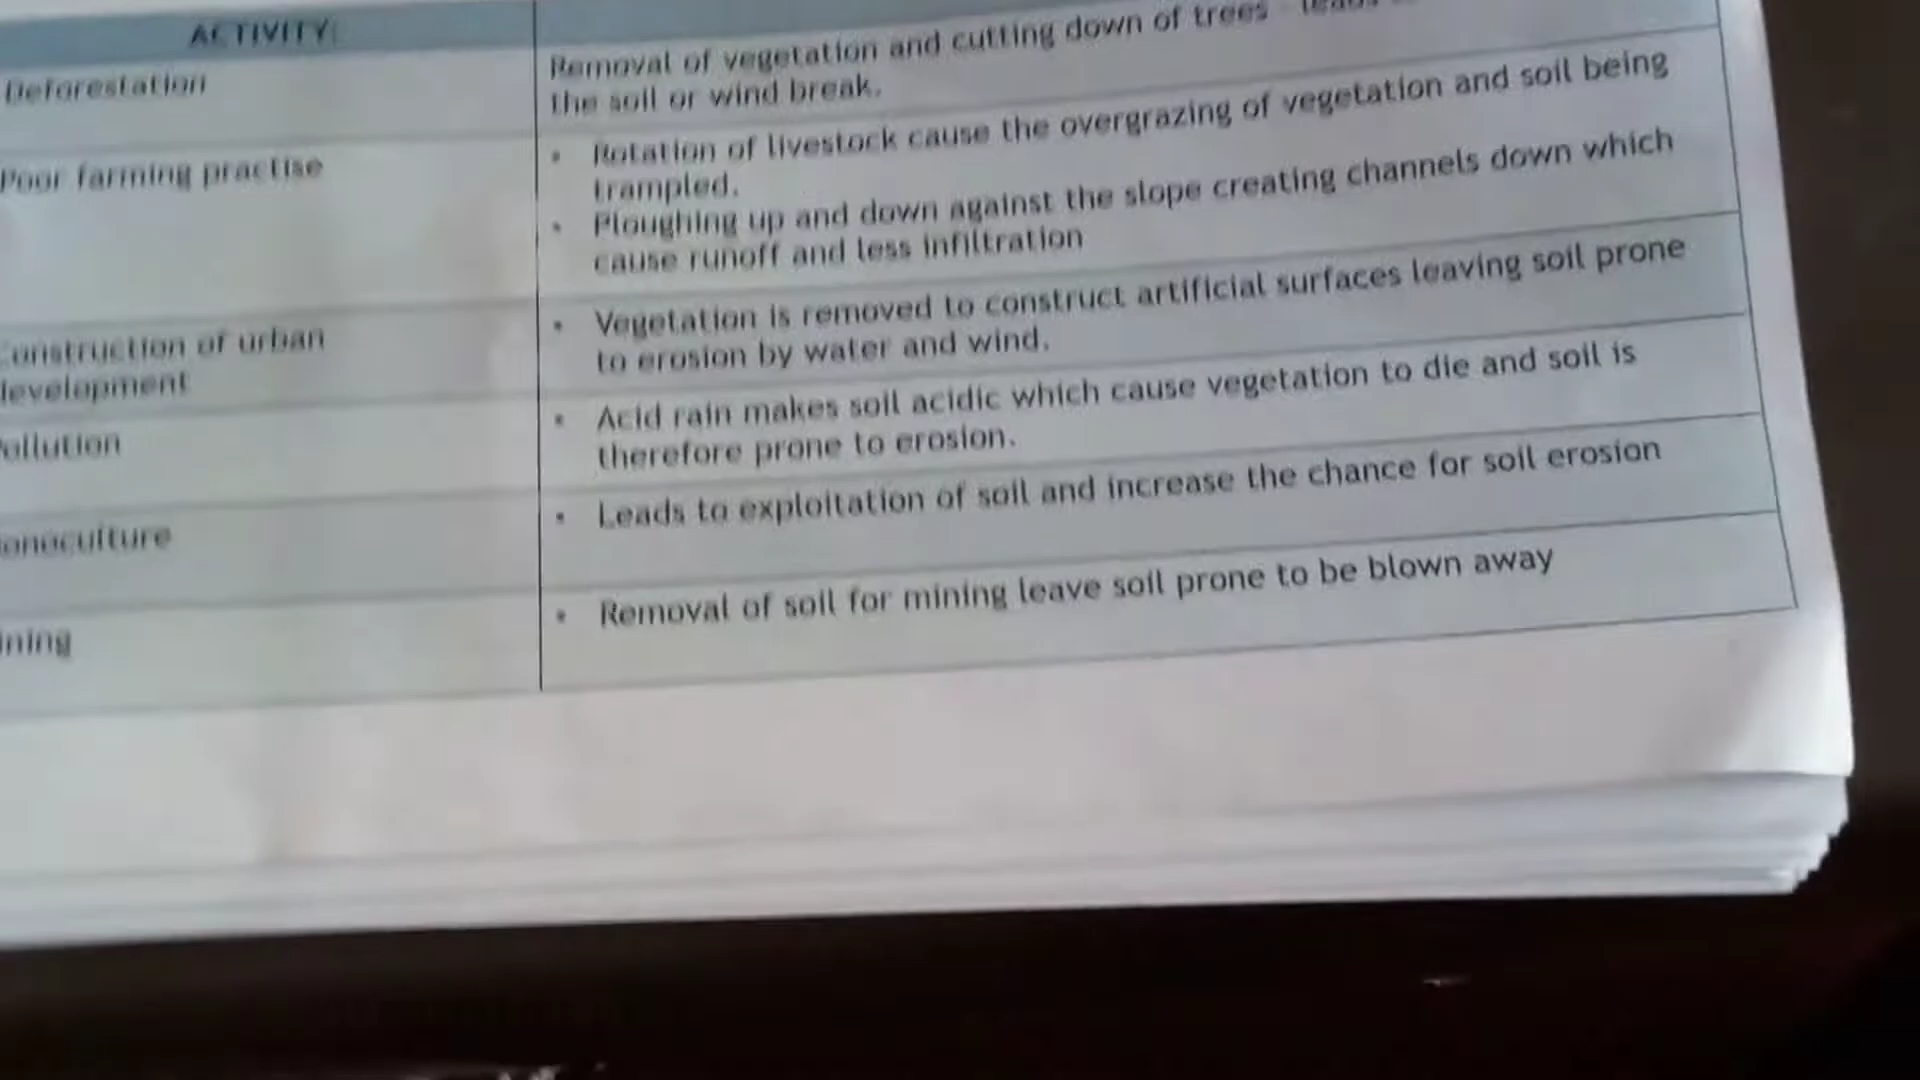 ACTIVITY
Deforestation
Removal of vegetation and cutting down of trees
the soil or wind break.
Poor farming practise
• Rotation of livestock cause the overgrazing of vegetation and soil being
trampled.
• Ploughing up and down against the slope creating channels down which
cause runoff and less infiltration
onstruction of urban
development
• Vegetation is removed to construct artificial surfaces leaving soil prone
to erosion by water and wind.
ollution
• Acid rain makes soil acidic which cause vegetation to die and soil is
therefore prone to erosion.
onoculture
• Leads to exploitation of soil and increase the chance for soil erosion
ining
• Removal of soil for mining leave soil prone to be blown away